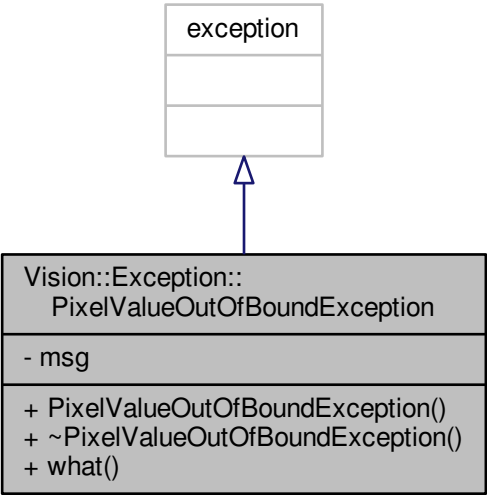 exception
Vision::Exception::
PixelValueOutOfBoundException
- msg
+ PixelValueOutOfBoundException()
+ ~PixelValueOutOfBoundException()
+ what()